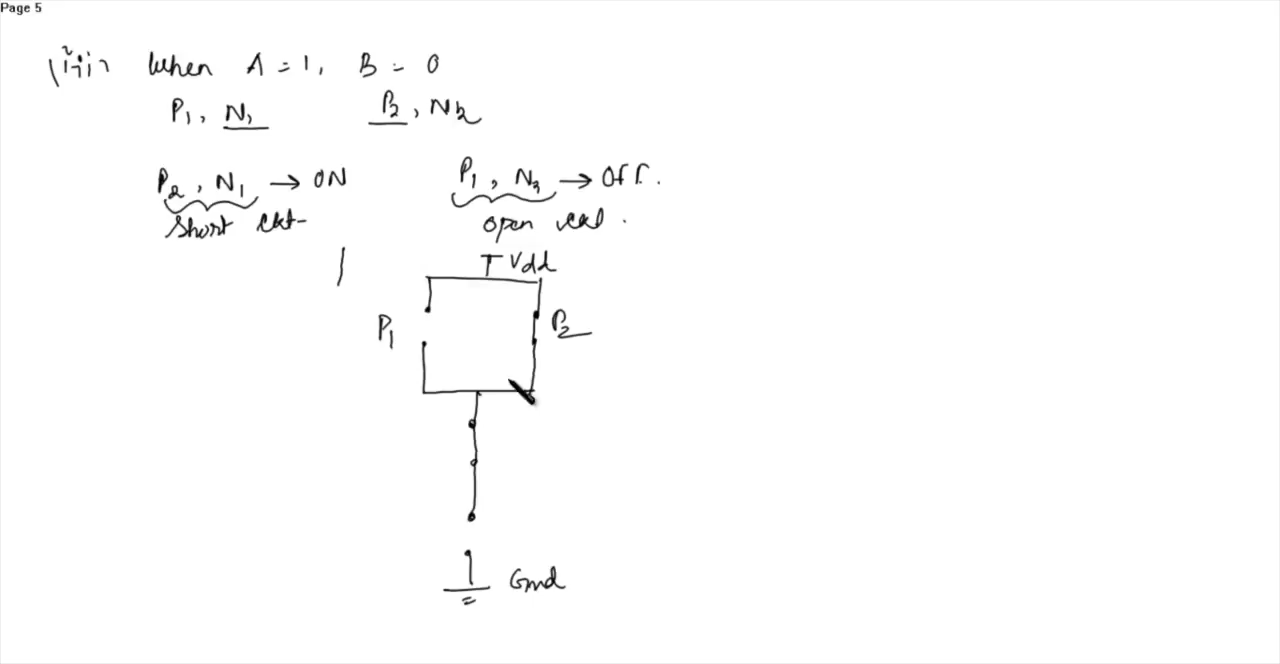 Page 5
(iii) When A = 1, B = 0
P1, N1 P2, N2
P2, N1 → ON P1, N2 → Off.
Short ckt open
Vdd
P1 P2
Gmd